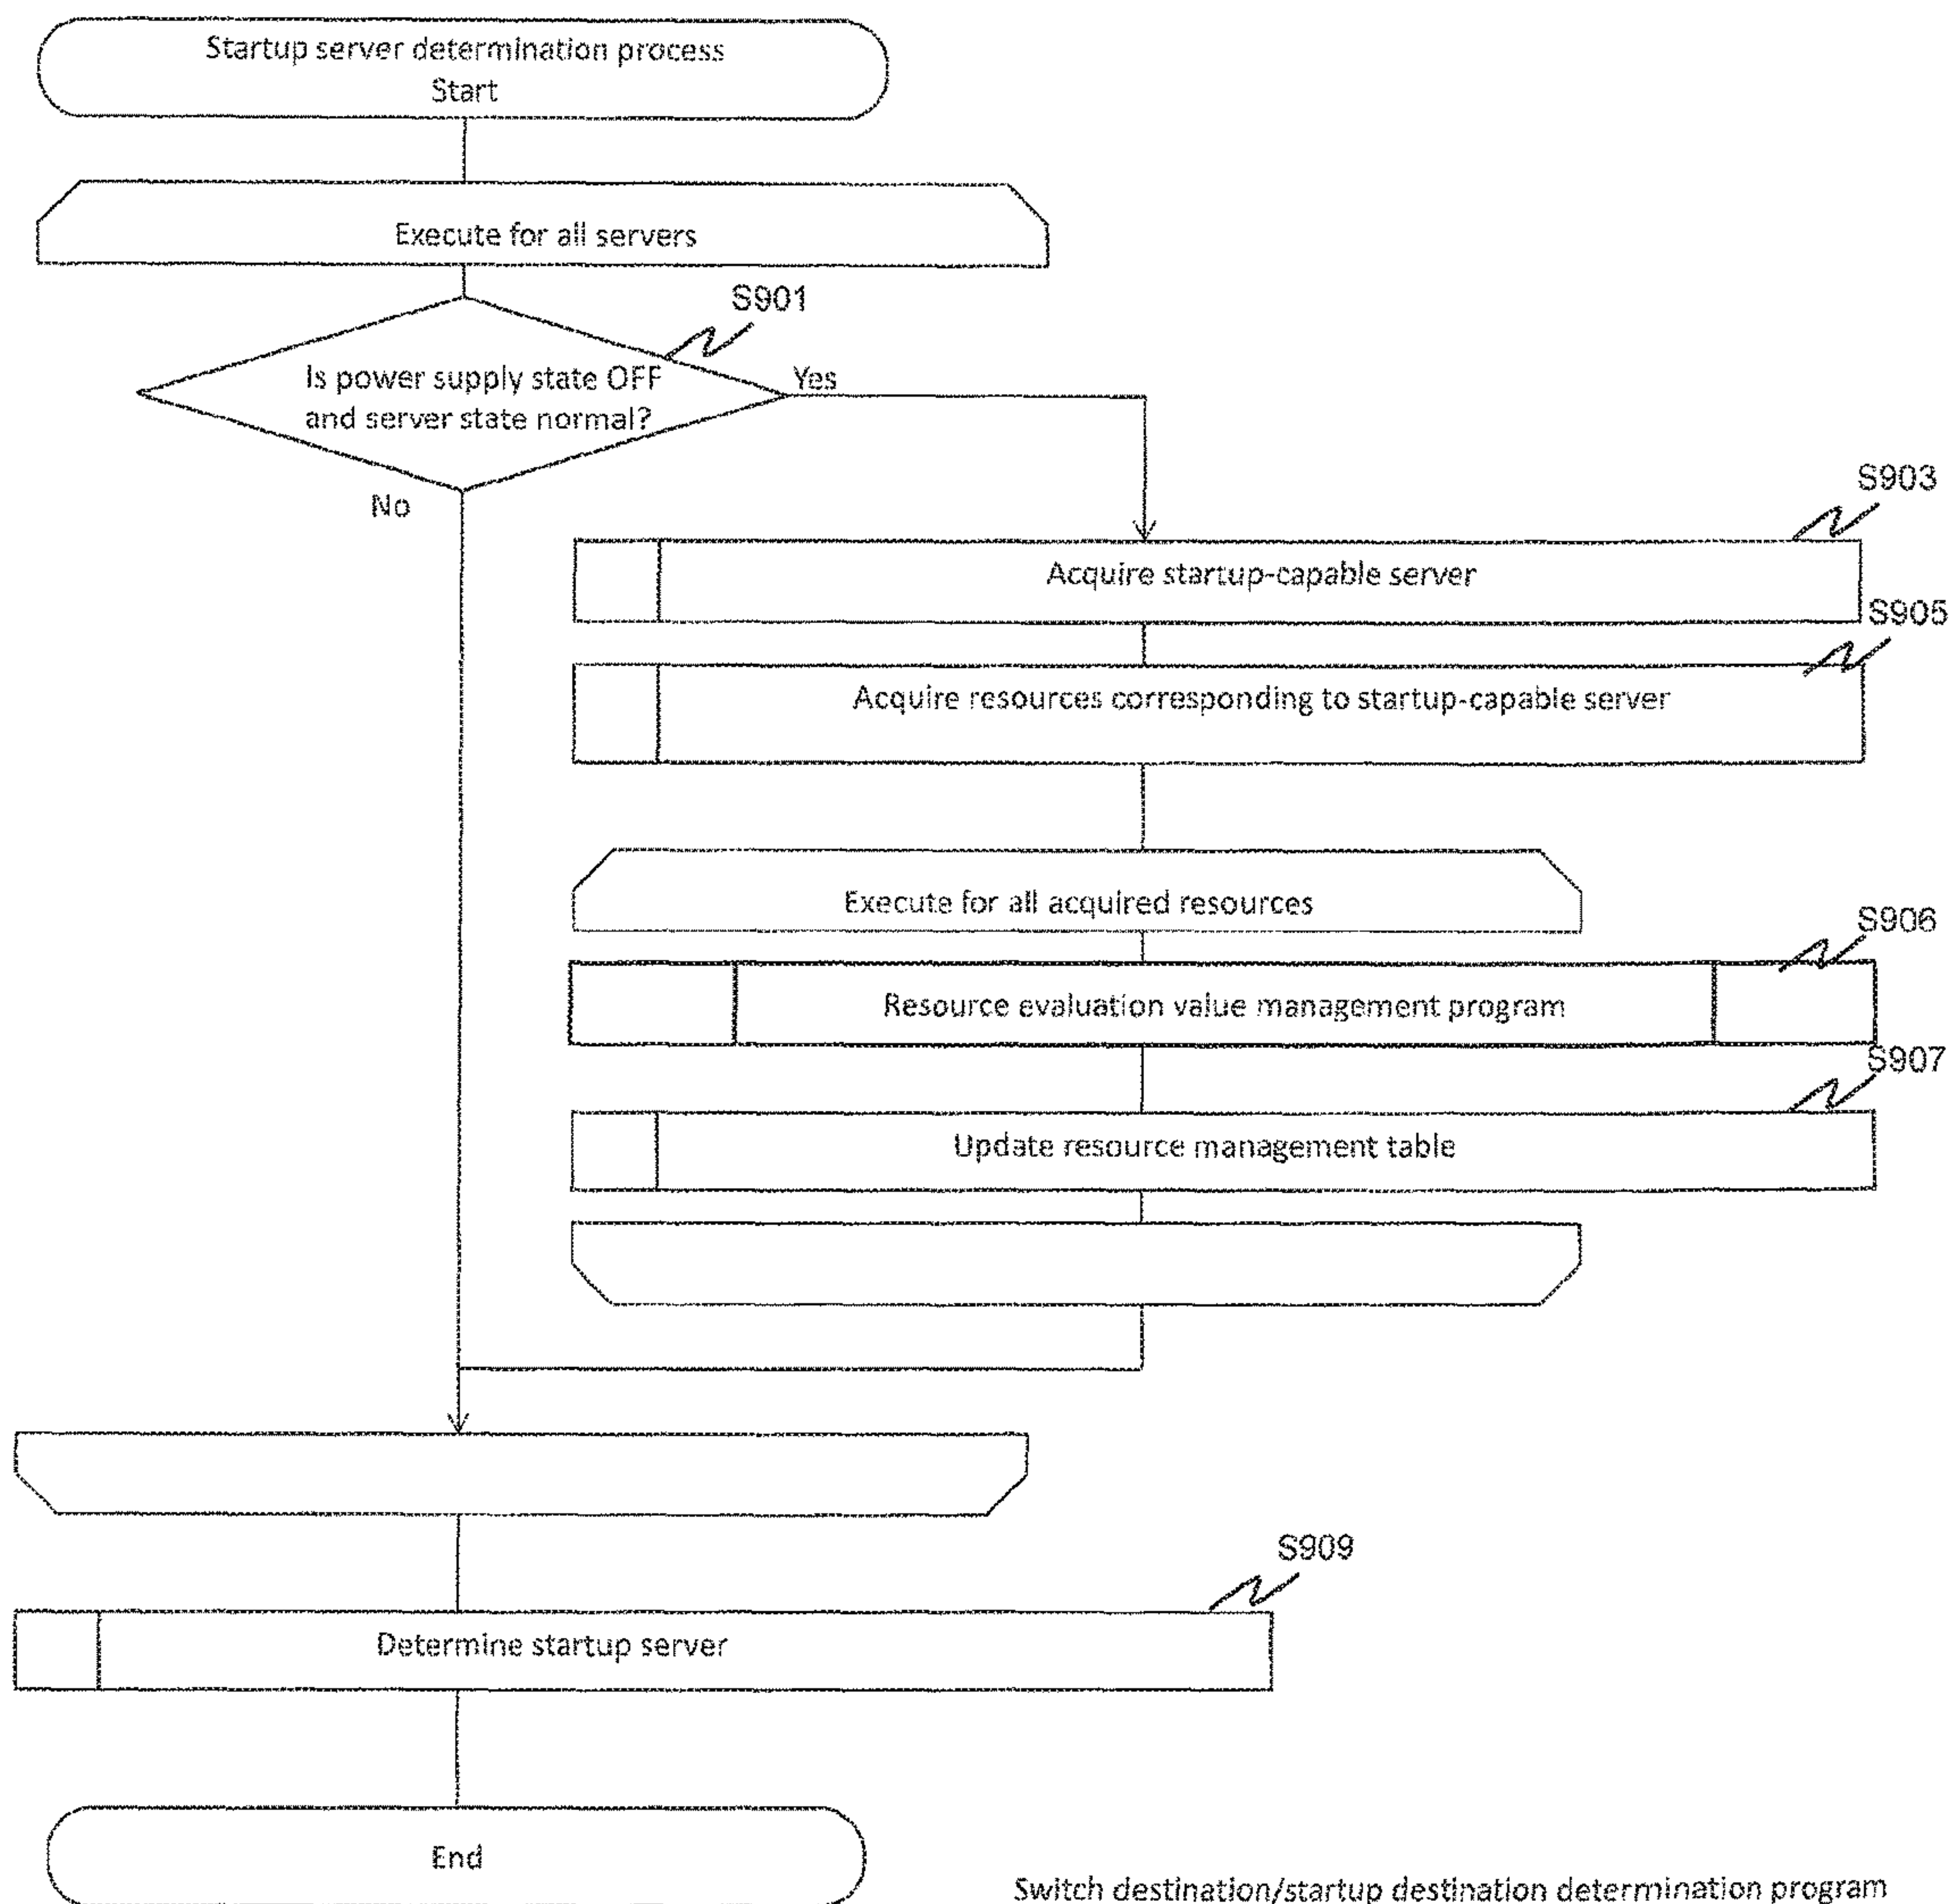 Startup server determination process
Start
Execute for all servers
S901
Is power supply state OFF
and server state normal?
Yes
No
S903
Acquire startup-capable server
S905
Acquire resources corresponding to startup-capable server
Execute for all acquired resources
S906
Resource evaluation value management program
S907
Update resource management table
S909
Determine startup server
End
Switch destination/startup destination determination program